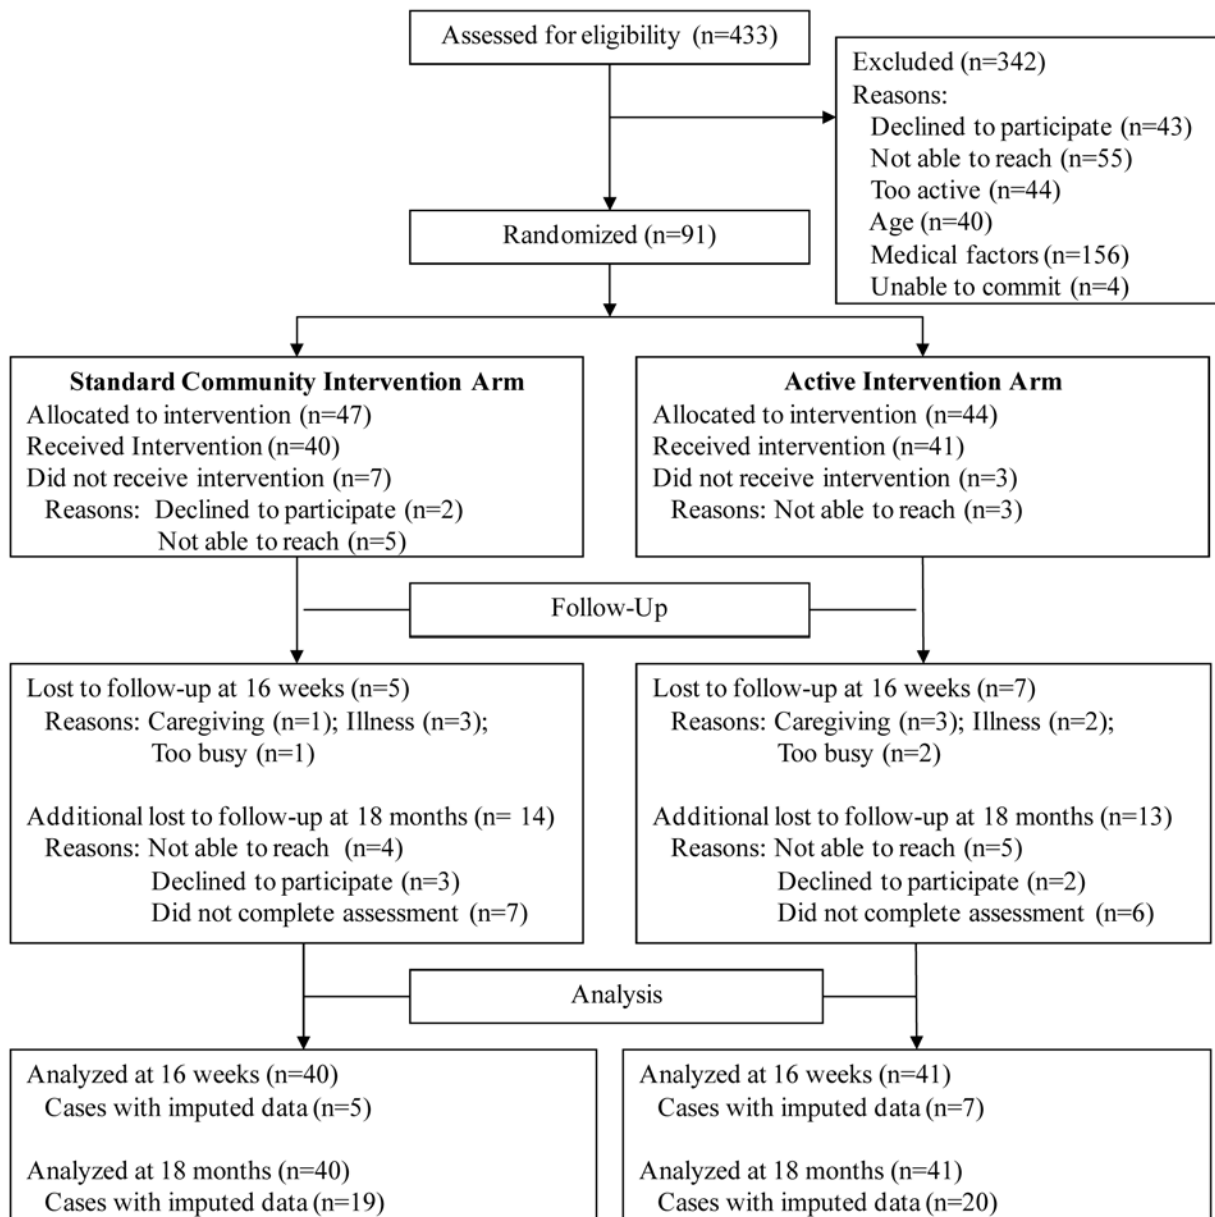 Assessed for eligibility (n=433)
Excluded (n=342)
Reasons:
Declined to participate (n=43)
Not able to reach (n=55)
Too active (n=44)
Age (n=40)
Medical factors (n=156)
Unable to commit (n=4)
Randomized (n=91)
Standard Community Intervention Arm
Allocated to intervention (n=47)
Received Intervention (n=40)
Did not receive intervention (n=7)
Reasons: Declined to participate (n=2)
Not able to reach (n=5)
Active Intervention Arm
Allocated to intervention (n=44)
Received intervention (n=41)
Did not receive intervention (n=3)
Reasons: Not able to reach (n=3)
Follow-Up
Lost to follow-up at 16 weeks (n=5)
Reasons: Caregiving (n=1); Illness (n=3);
Too busy (n=1)
Additional lost to follow-up at 18 months (n= 14)
Reasons: Not able to reach (n=4)
Declined to participate (n=3)
Did not complete assessment (n=7)
Lost to follow-up at 16 weeks (n=7)
Reasons: Caregiving (n=3); Illness (n=2);
Too busy (n=2)
Additional lost to follow-up at 18 months (n=13)
Reasons: Not able to reach (n=5)
Declined to participate (n=2)
Did not complete assessment (n=6)
Analysis
Analyzed at 16 weeks (n=40)
Cases with imputed data (n=5)
Analyzed at 18 months (n=40)
Cases with imputed data (n=19)
Analyzed at 16 weeks (n=41)
Cases with imputed data (n=7)
Analyzed at 18 months (n=41)
Cases with imputed data (n=20)